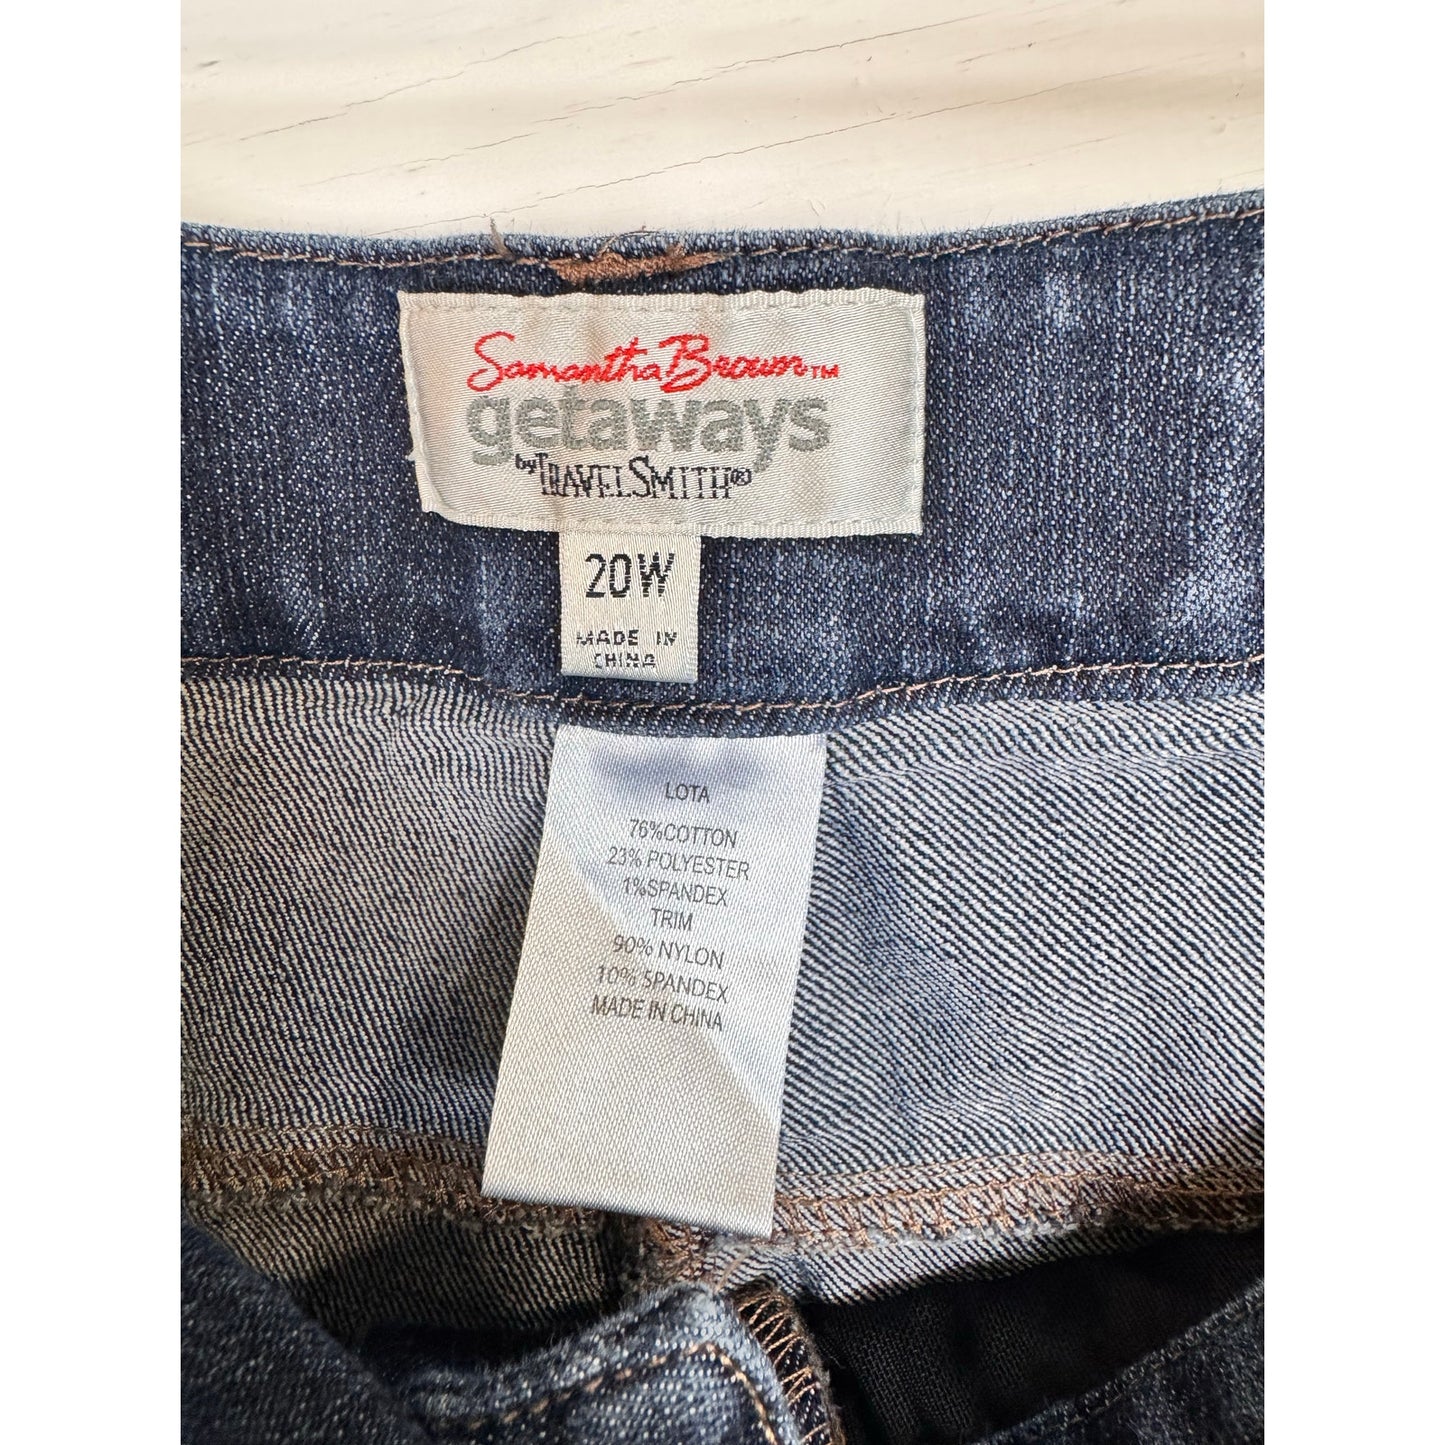 Samantha Brown™
getaways
by TRAVELSMITH®
20W
MADE IN
CHINA
LOTA
76%COTTON
23% POLYESTER
1%SPANDEX
TRIM
90% NYLON
10% SPANDEX
MADE IN CHINA